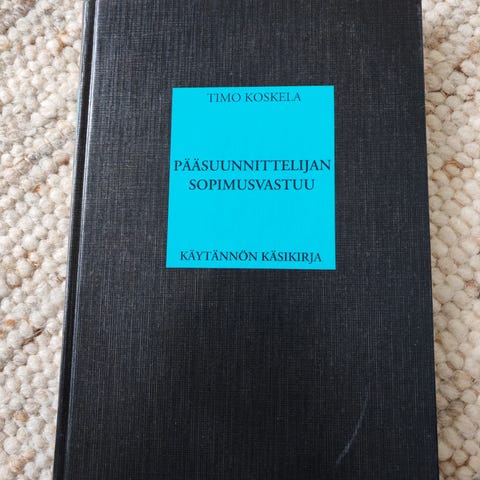 TIMO KOSKELA
PÄÄSUUNNITTELIJAN
SOPIMUSVASTUU
KÄYTÄNNÖN KÄSIKIRJA